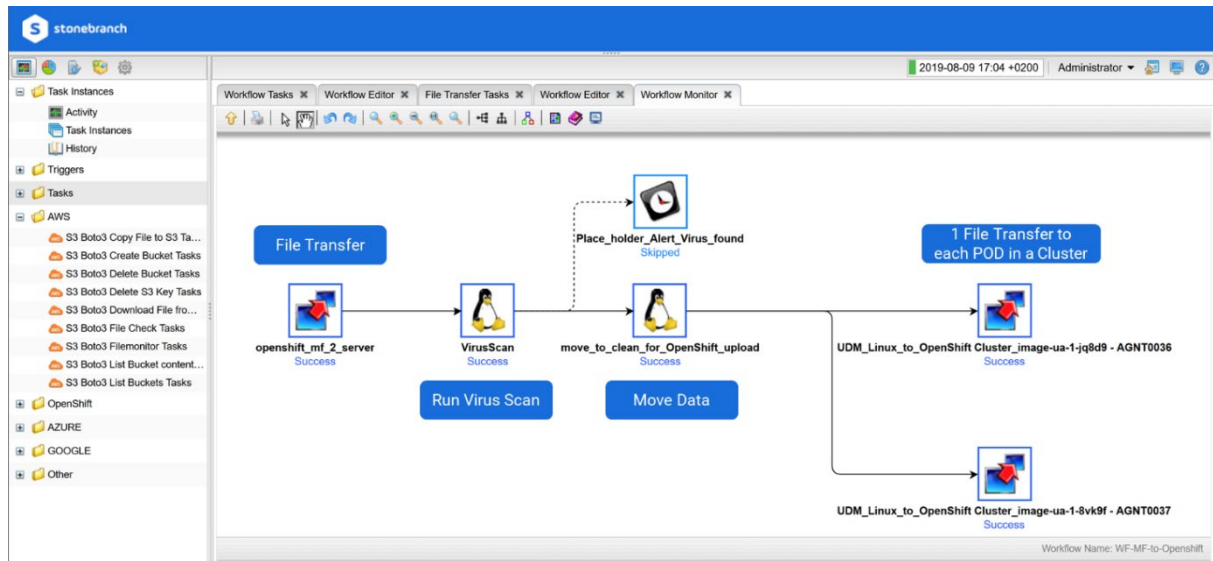 S stonebranch
2019-08-09 17:04 +0200 Administrator
Task Instances
Activity
Task Instances
History
Triggers
Tasks
AWS
S3 Boto3 Copy File to S3 Ta...
S3 Boto3 Create Bucket Tasks
S3 Boto3 Delete Bucket Tasks
S3 Boto3 Delete S3 Key Tasks
S3 Boto3 Download File fro...
S3 Boto3 File Check Tasks
S3 Boto3 Filemonitor Tasks
S3 Boto3 List Bucket content...
S3 Boto3 List Buckets Tasks
OpenShift
AZURE
GOOGLE
Other
Workflow Tasks Workflow Editor File Transfer Tasks Workflow Editor Workflow Monitor
File Transfer
Place_holder_Alert_Virus_found
Skipped
1 File Transfer to
each POD in a Cluster
openshift_mf_2_server
Success
VirusScan
Success
move_to_clean_for_OpenShift_upload
Success
UDM_Linux_to_OpenShift Cluster_image-ua-1-jq8d9 - AGNT0036
Success
Run Virus Scan
Move Data
UDM_Linux_to_OpenShift Cluster_image-ua-1-8vk9f - AGNT0037
Success
Workflow Name: WF-MF-to-Openshift